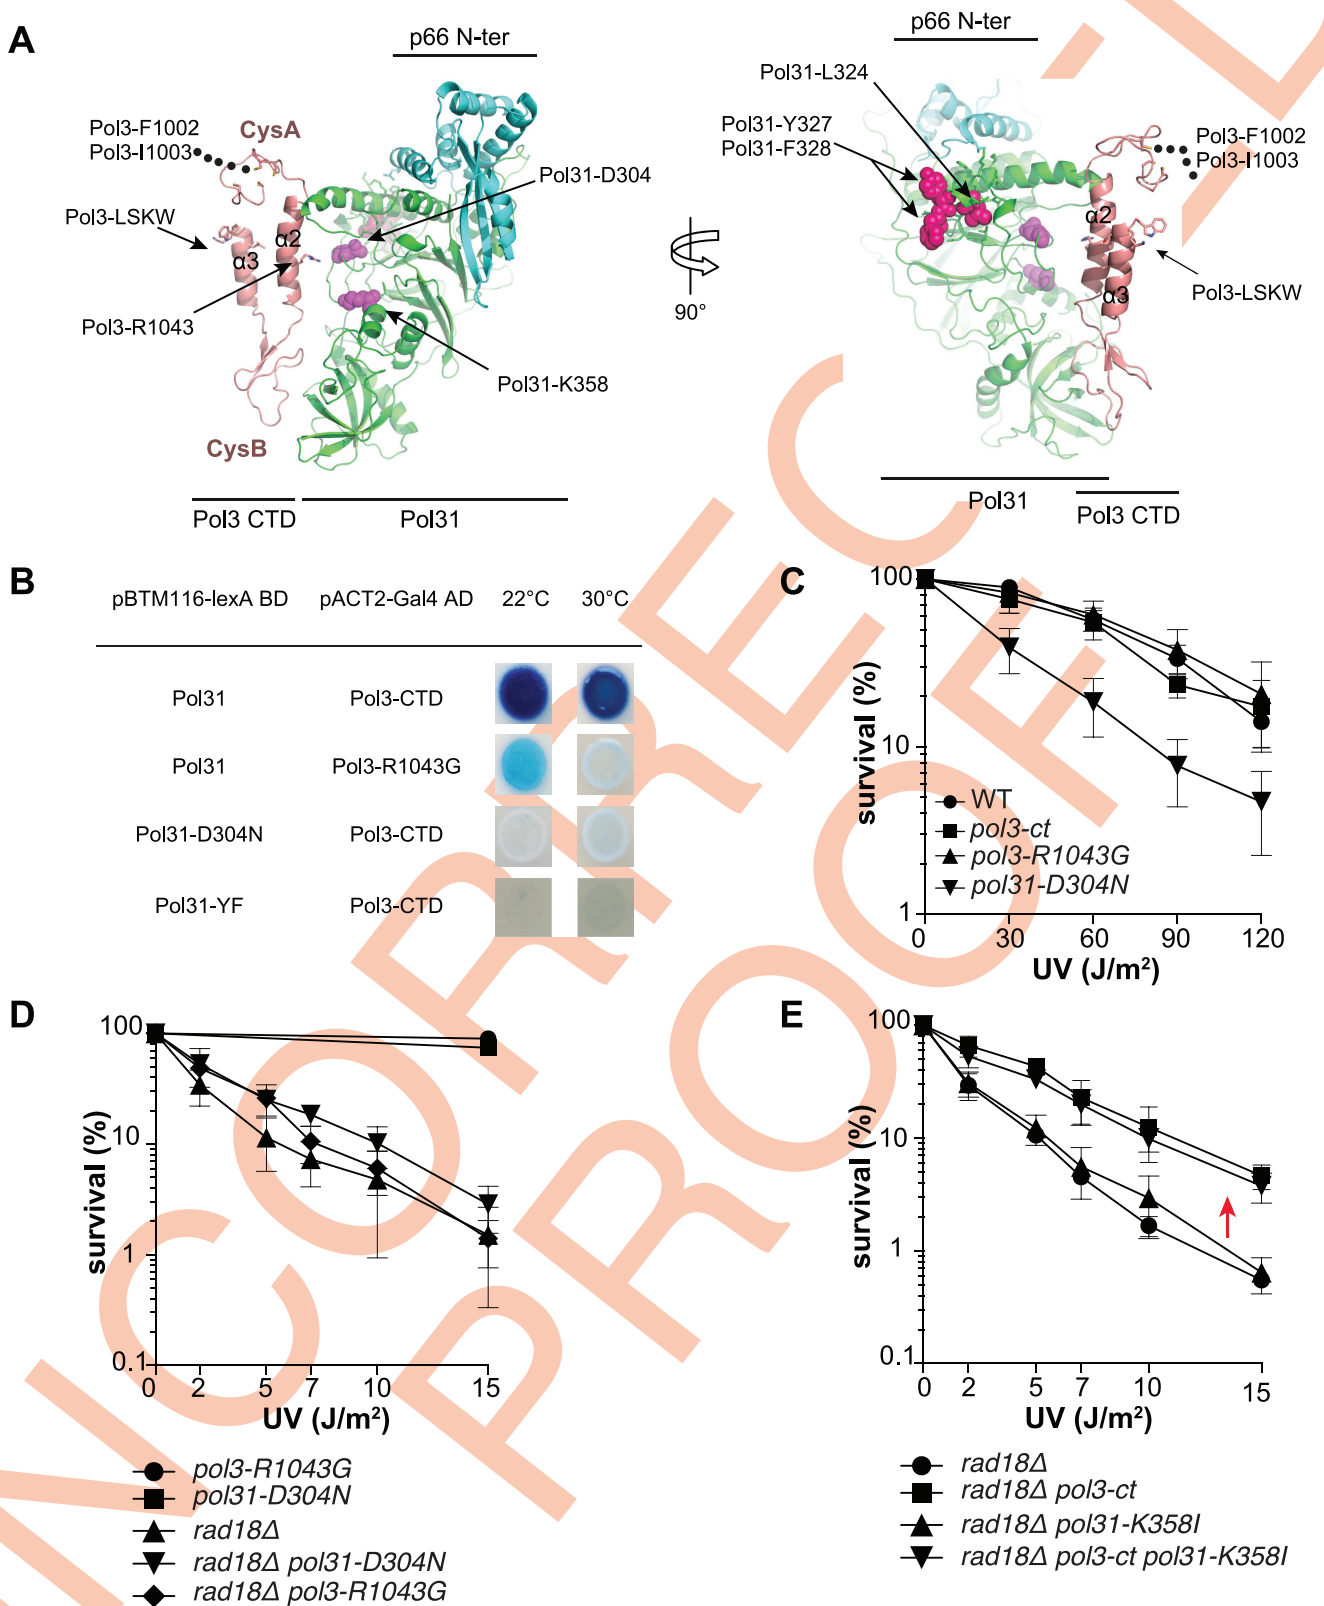 A
p66 N-ter
p66 N-ter
Pol31-L324
Pol3-F1002
Pol3-I1003
CysA
Pol31-Y327
Pol31-F328
Pol3-F1002
Pol3-I1003
Pol31-D304
Pol3-LSKW
α2
α3
α2
α3
Pol3-LSKW
Pol3-R1043
90°
Pol31-K358
CysB
Pol3 CTD
Pol31
Pol31
Pol3 CTD
B
pBTM116-lexA BD pACT2-Gal4 AD 22°C 30°C
Pol31 Pol3-CTD
Pol31 Pol3-R1043G
Pol31-D304N Pol3-CTD
Pol31-YF Pol3-CTD
C
100
10
1
survival (%)
WT
pol3-ct
pol3-R1043G
pol31-D304N
0 30 60 90 120
UV (J/m²)
D
100
10
1
0.1
survival (%)
0 2 5 7 10 15
UV (J/m²)
pol3-R1043G
pol31-D304N
rad18Δ
rad18Δ pol31-D304N
rad18Δ pol3-R1043G
E
100
10
1
0.1
survival (%)
0 2 5 7 10 15
UV (J/m²)
rad18Δ
rad18Δ pol3-ct
rad18Δ pol31-K358I
rad18Δ pol3-ct pol31-K358I